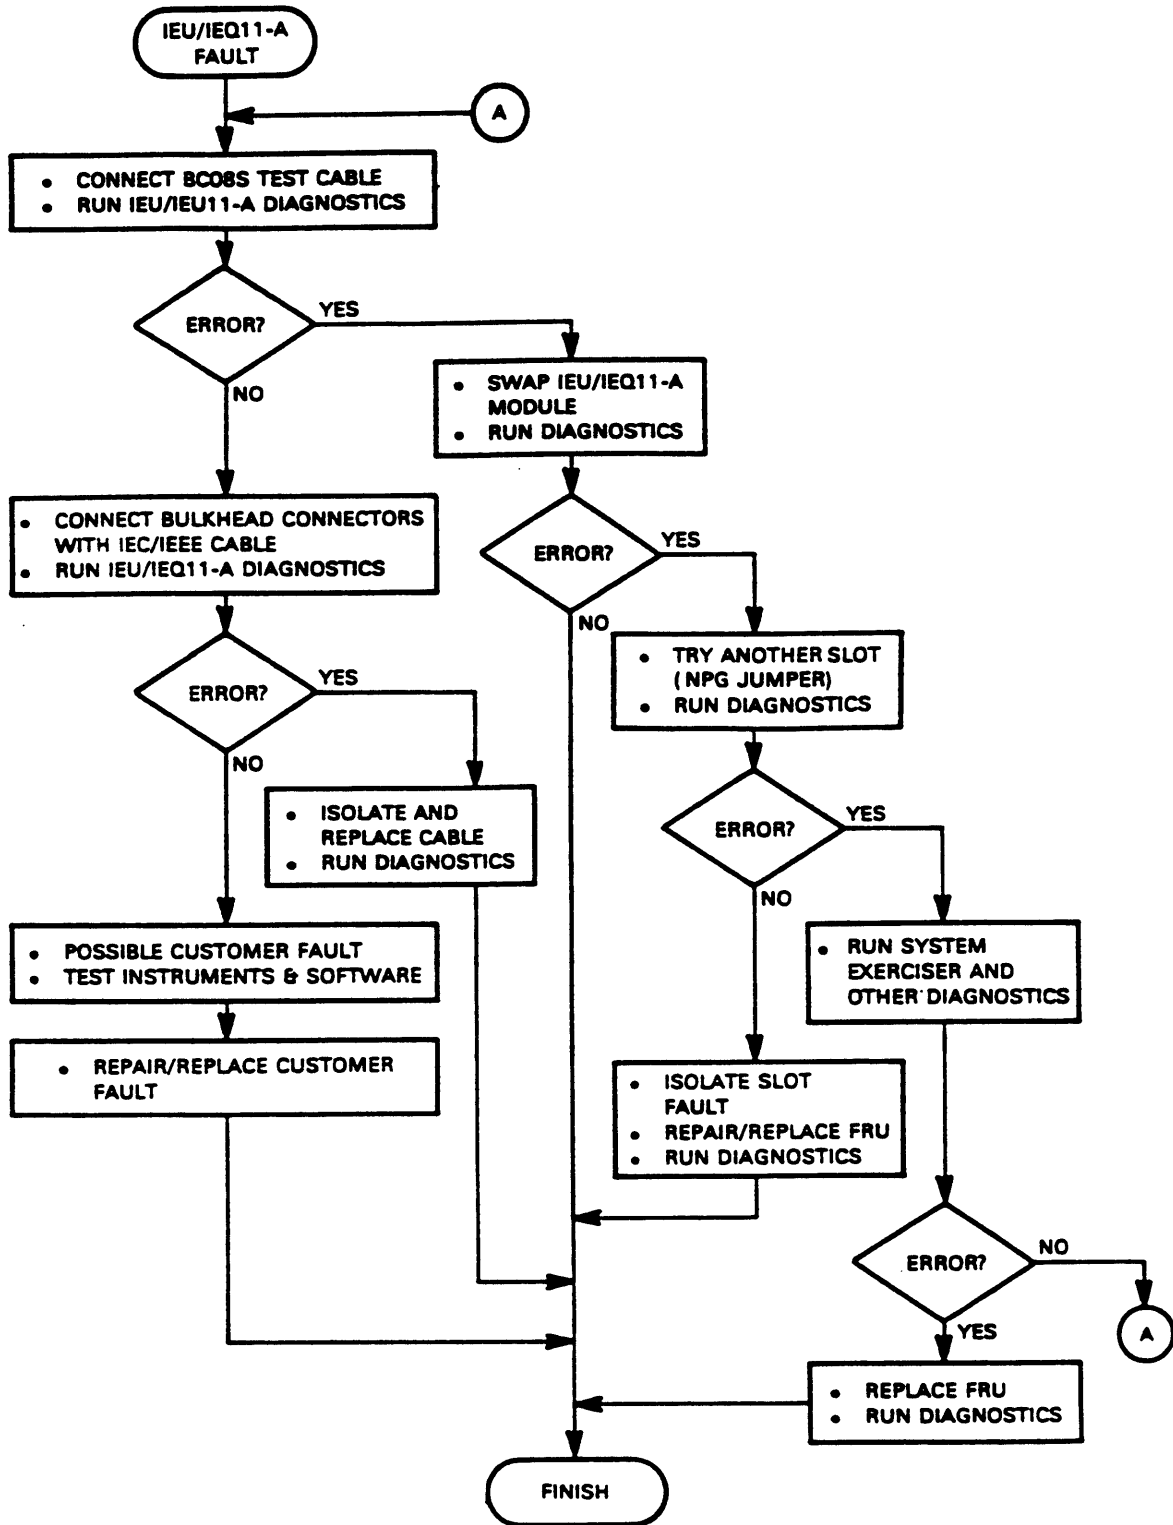 IEU/IEQ11-A
FAULT
A
• CONNECT BC08S TEST CABLE
• RUN IEU/IEU11-A DIAGNOSTICS
ERROR?
YES
NO
• SWAP IEU/IEQ11-A
MODULE
• RUN DIAGNOSTICS
• CONNECT BULKHEAD CONNECTORS
WITH IEC/IEEE CABLE
• RUN IEU/IEQ11-A DIAGNOSTICS
ERROR?
YES
NO
• TRY ANOTHER SLOT
(NPG JUMPER)
• RUN DIAGNOSTICS
ERROR?
YES
NO
• ISOLATE AND
REPLACE CABLE
• RUN DIAGNOSTICS
ERROR?
YES
NO
• POSSIBLE CUSTOMER FAULT
• TEST INSTRUMENTS & SOFTWARE
• RUN SYSTEM
EXERCISER AND
OTHER DIAGNOSTICS
• REPAIR/REPLACE CUSTOMER
FAULT
• ISOLATE SLOT
FAULT
• REPAIR/REPLACE FRU
• RUN DIAGNOSTICS
ERROR?
NO
YES
A
• REPLACE FRU
• RUN DIAGNOSTICS
FINISH